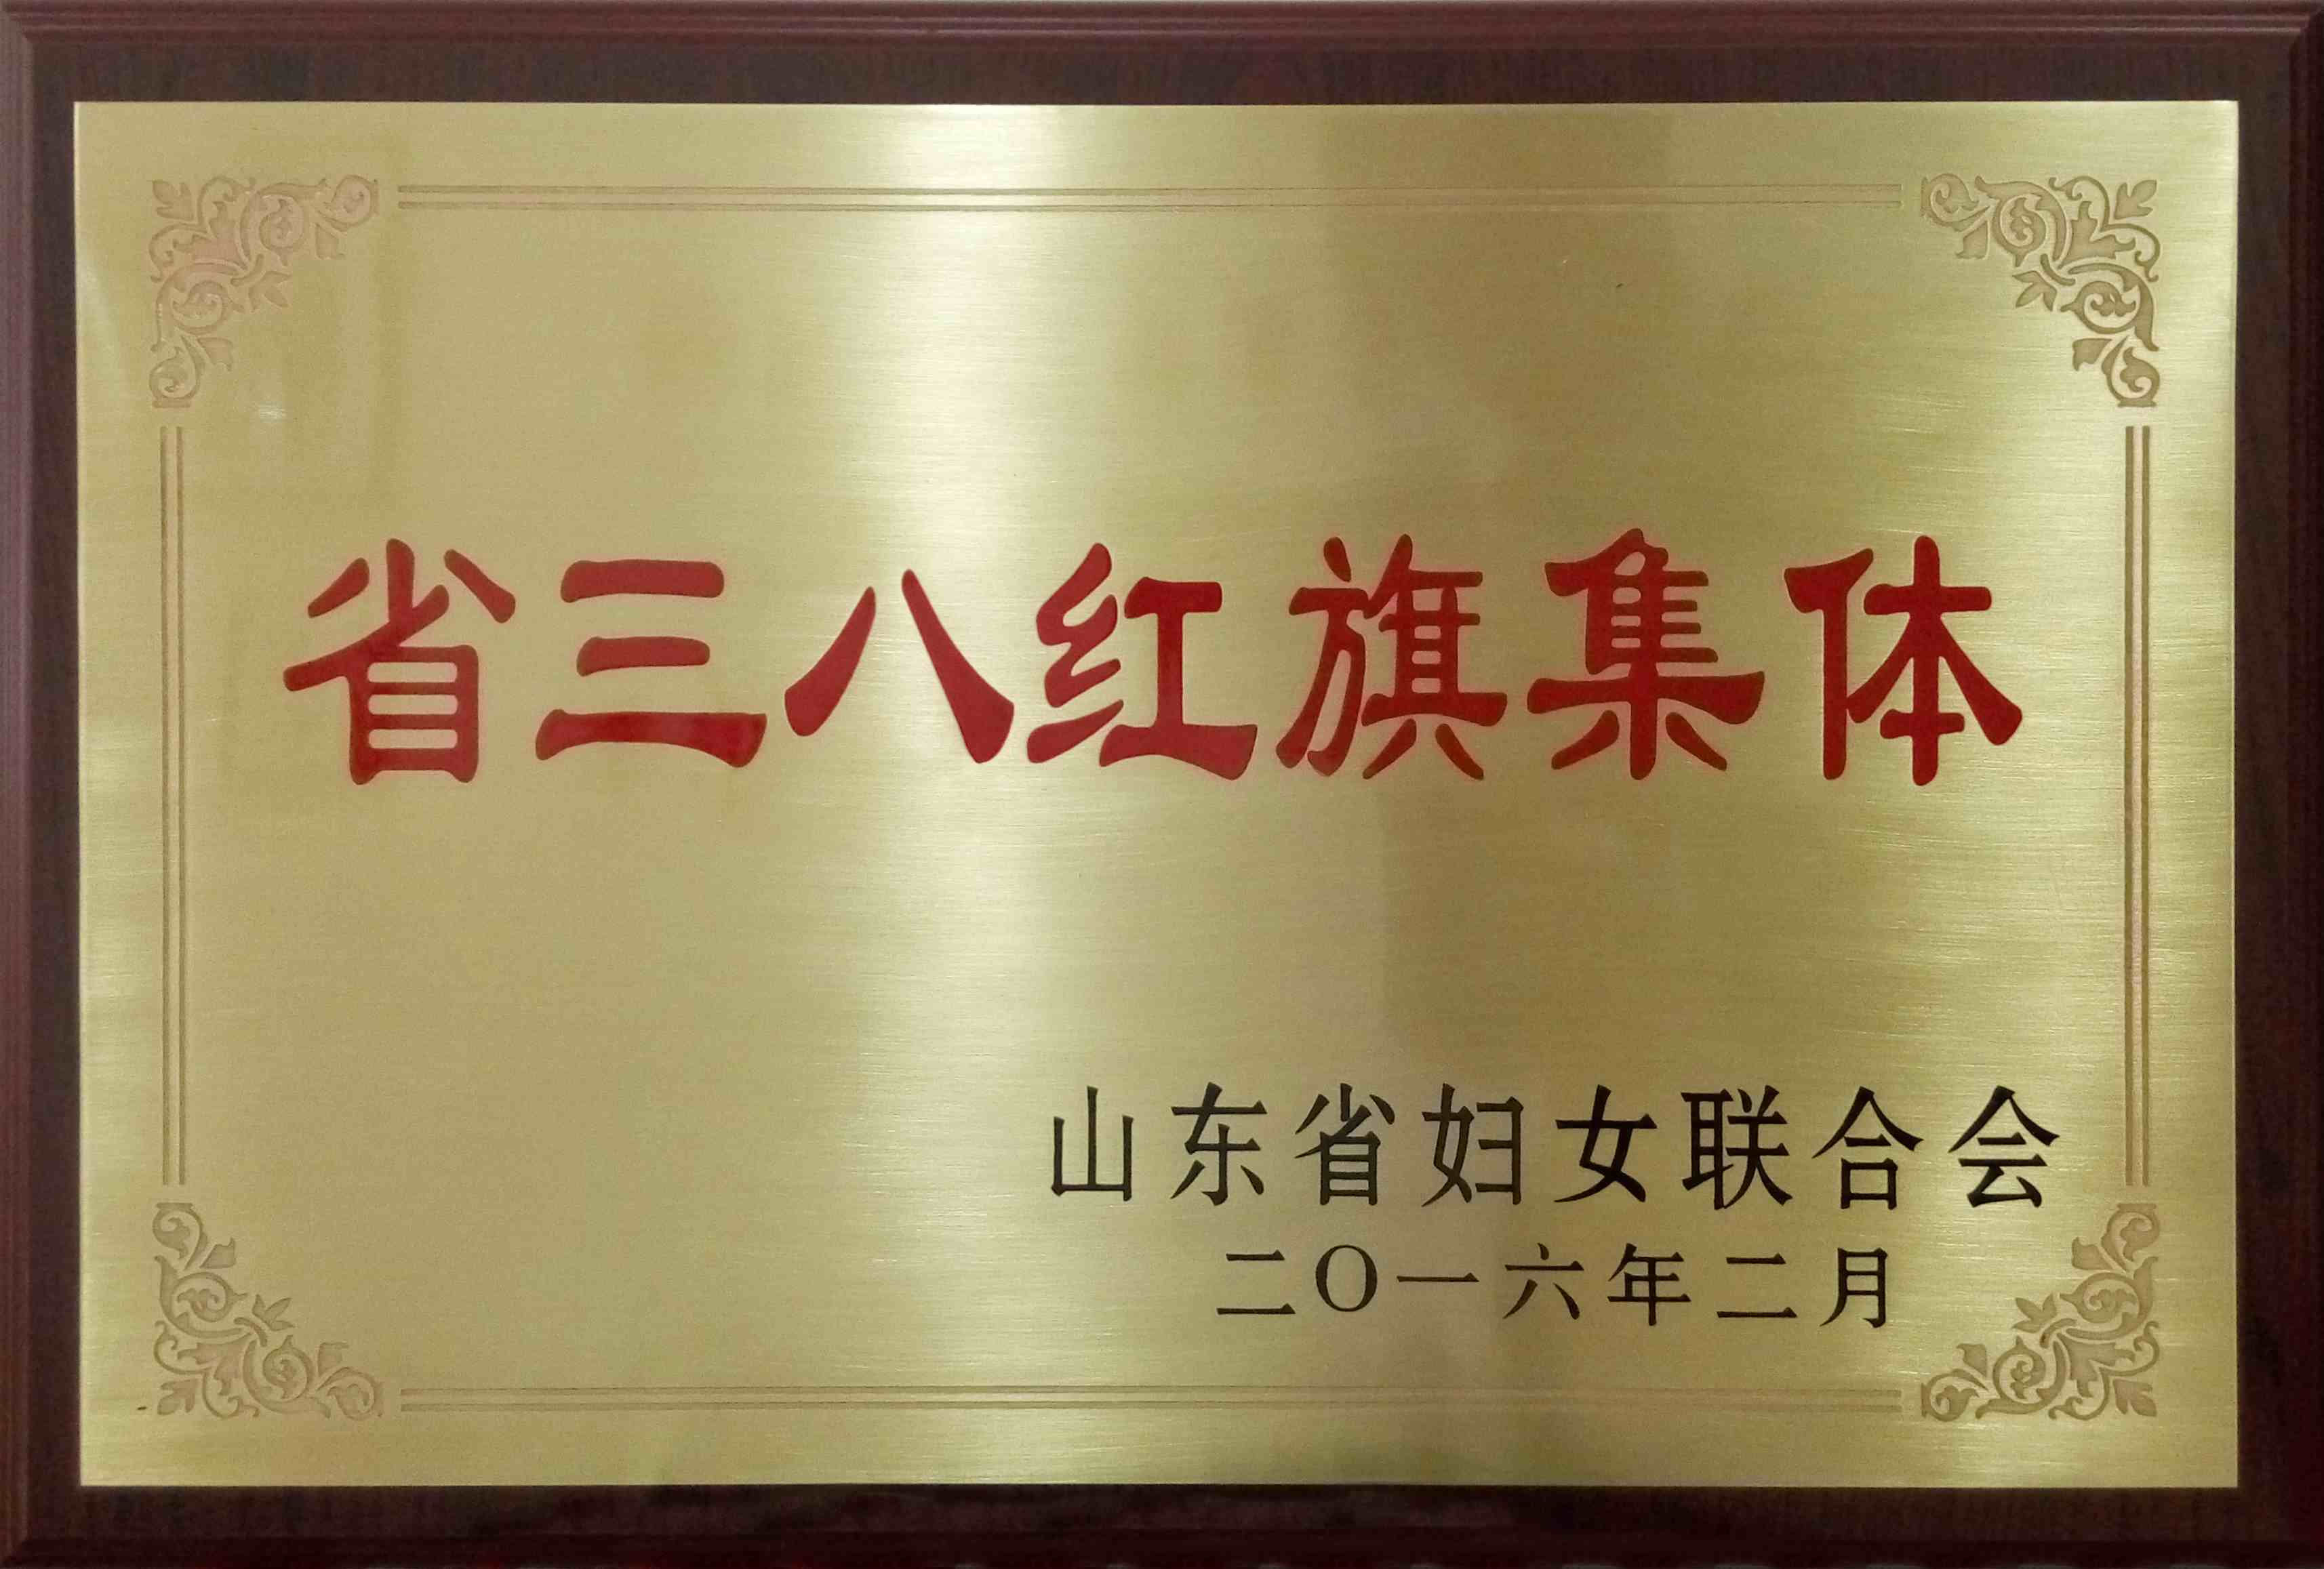 省三八红旗集体
山东省妇女联合会
二〇一六年二月